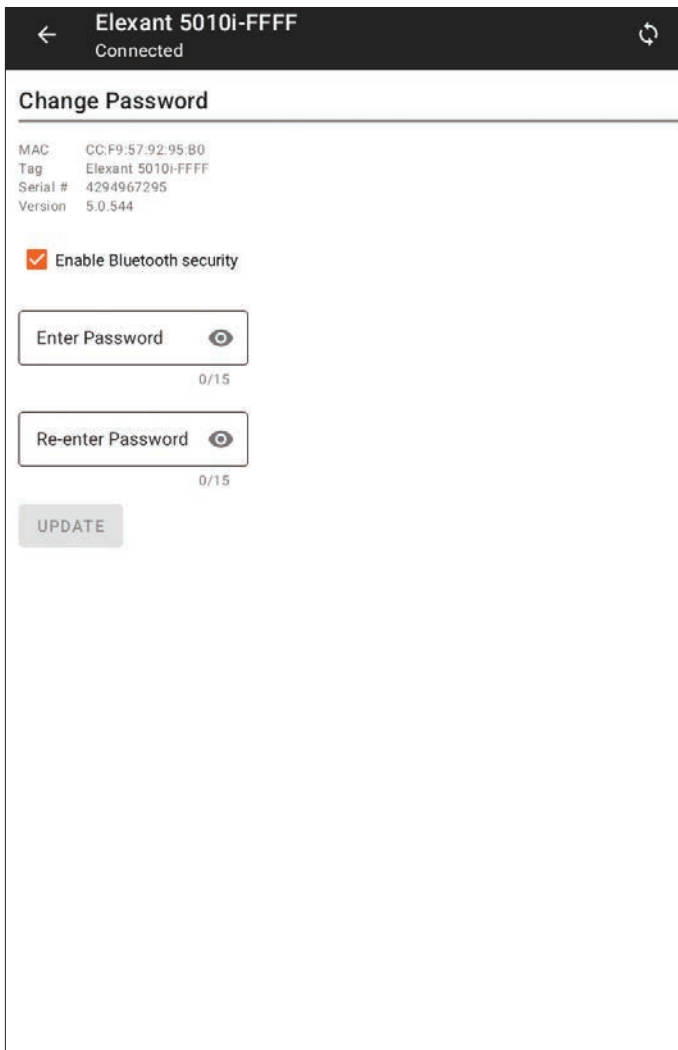 Elexant 5010i-FFFF
Connected
Change Password
MAC CC:F9:57:92:95:B0
Tag Elexant 5010i-FFFF
Serial # 4294967295
Version 5.0.544
Enable Bluetooth security
Enter Password
0/15
Re-enter Password
0/15
UPDATE